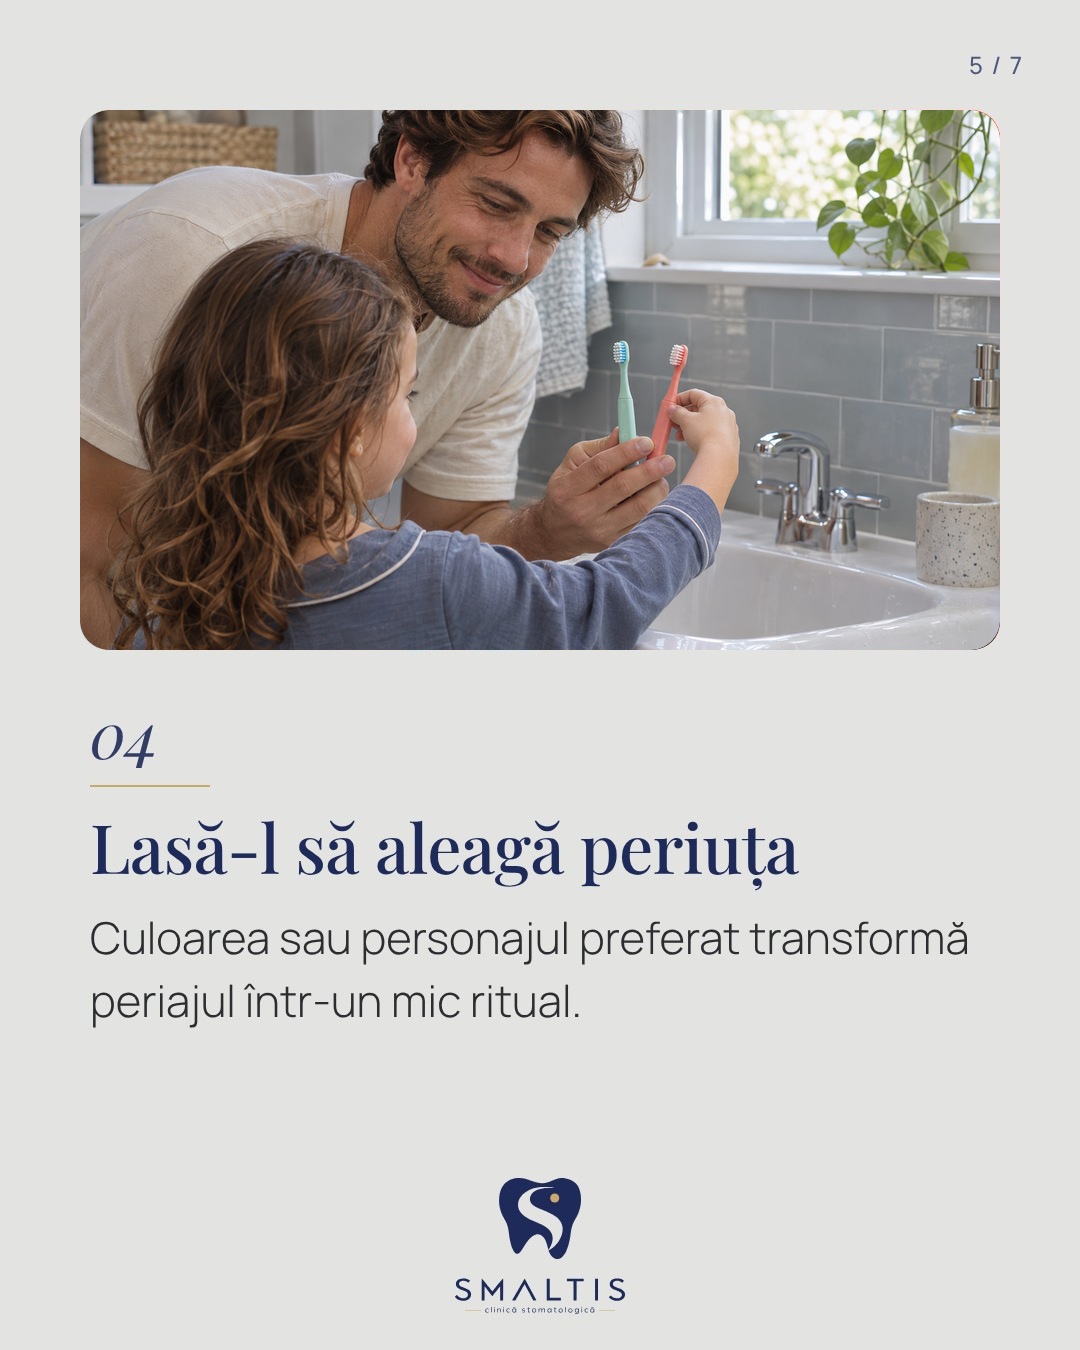 5 / 7
04
Lasă-l să aleagă periuța
Culoarea sau personajul preferat transformă
periajul într-un mic ritual.
SMALTIS
clinică stomatologică